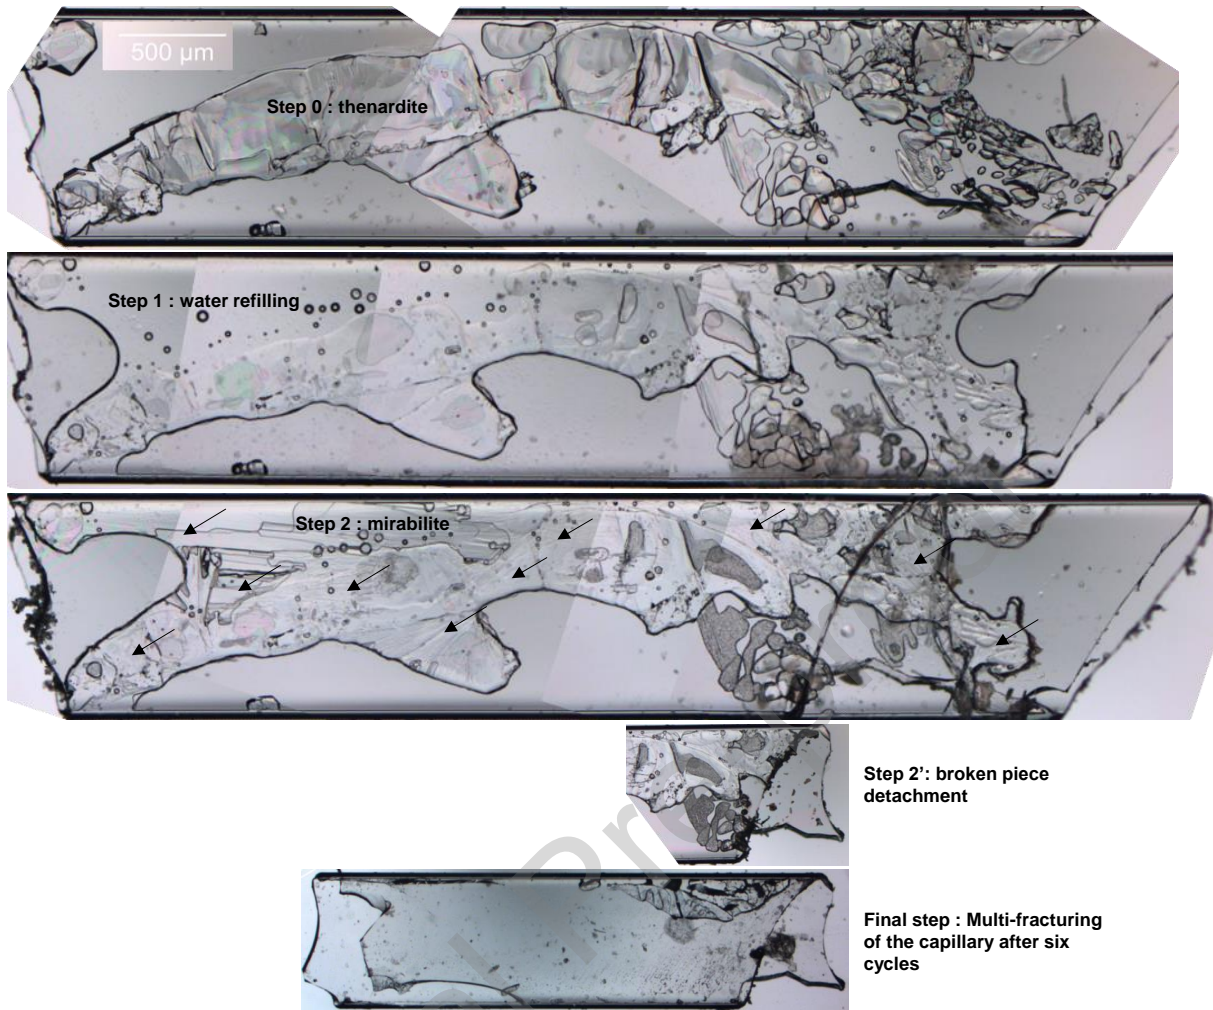 500 µm
Step 0 : thenardite
Step 1 : water refilling
Step 2 : mirabilite
Step 2’: broken piece
detachment
Final step : Multi-fracturing
of the capillary after six
cycles